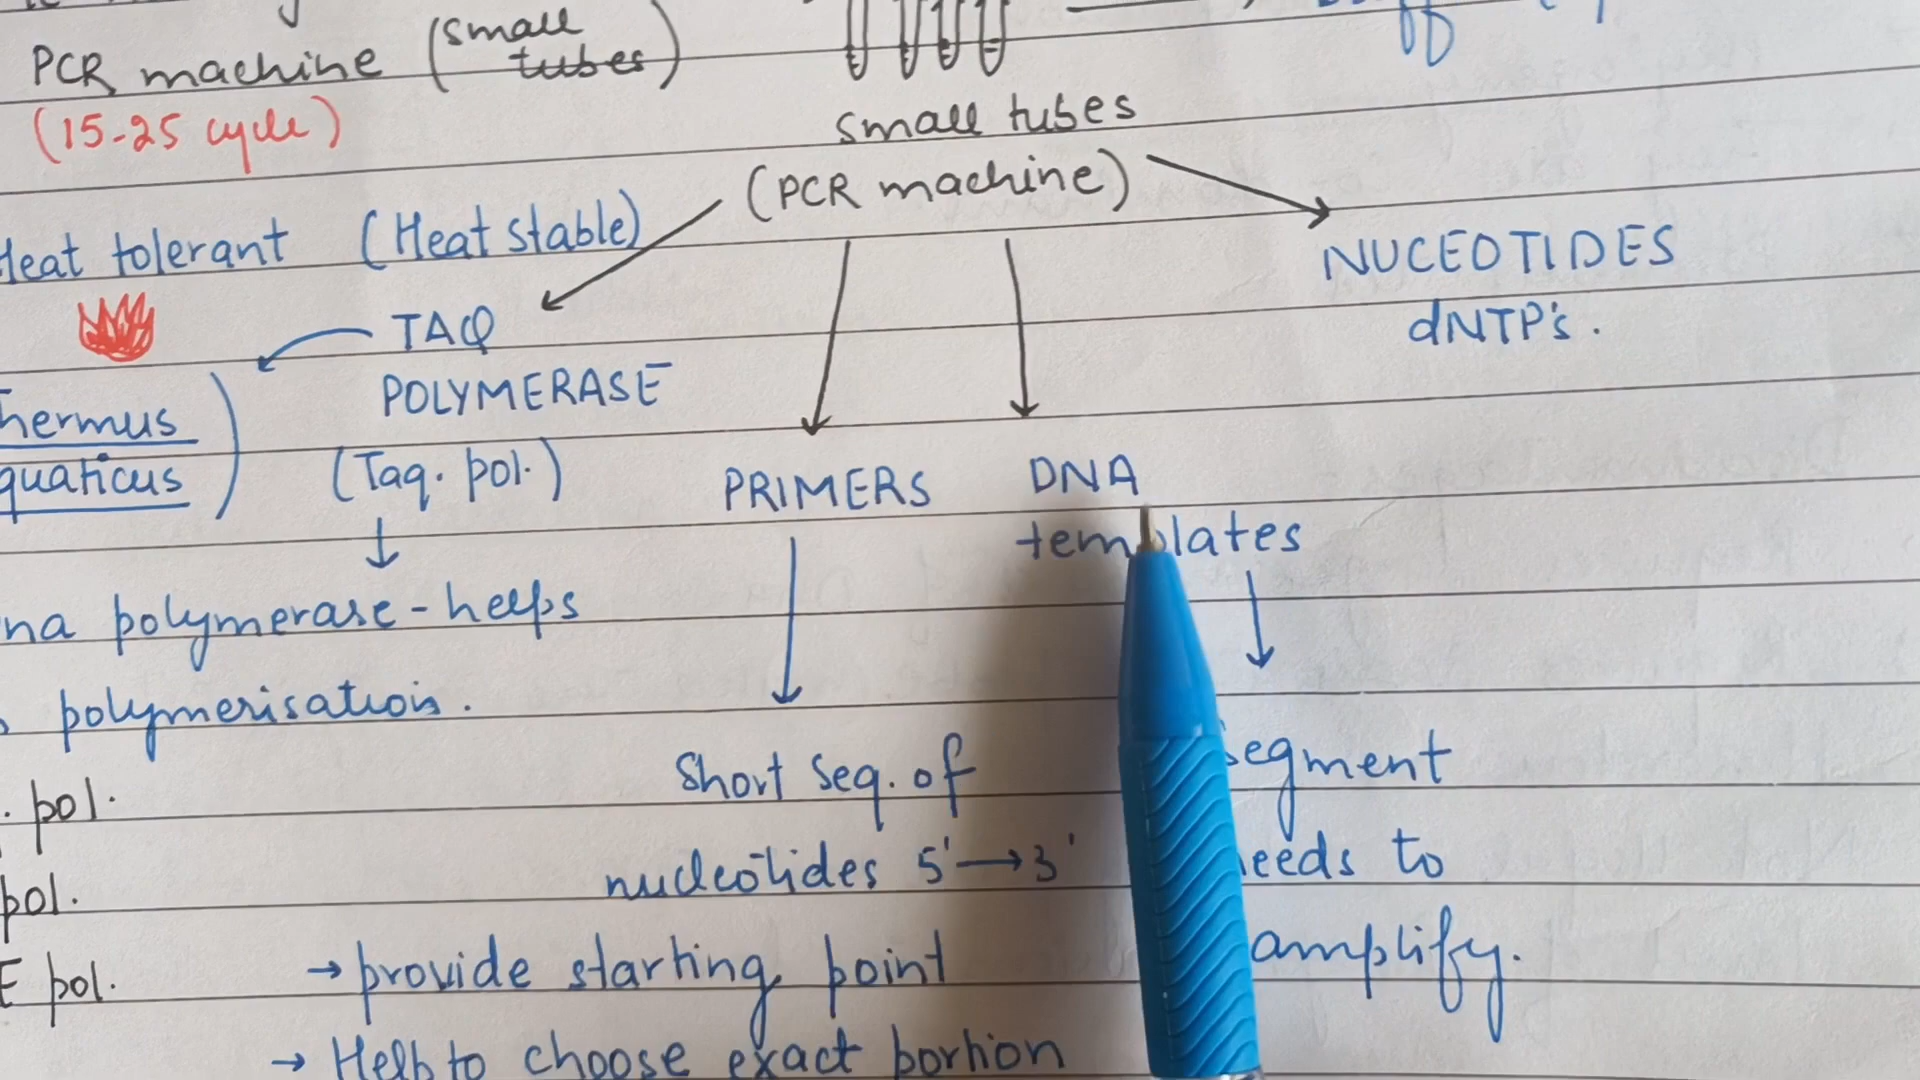 PCR machine (small
tubes)
(15-25 cycle)
small tubes
(PCR machine)
Heat tolerant (Heat stable)
TAQ
POLYMERASE
(Taq. pol.)
hermus
quaticus
PRIMERS
DNA
templates
NUCEOTIDES
dNTP's.
na polymerase - helps
polymerisation.
pol.
pol.
E pol.
Short seq. of
nucleotides 5' → 3'
→ provide starting point
→ Help to choose exact portion
segment
needs to
amplify.